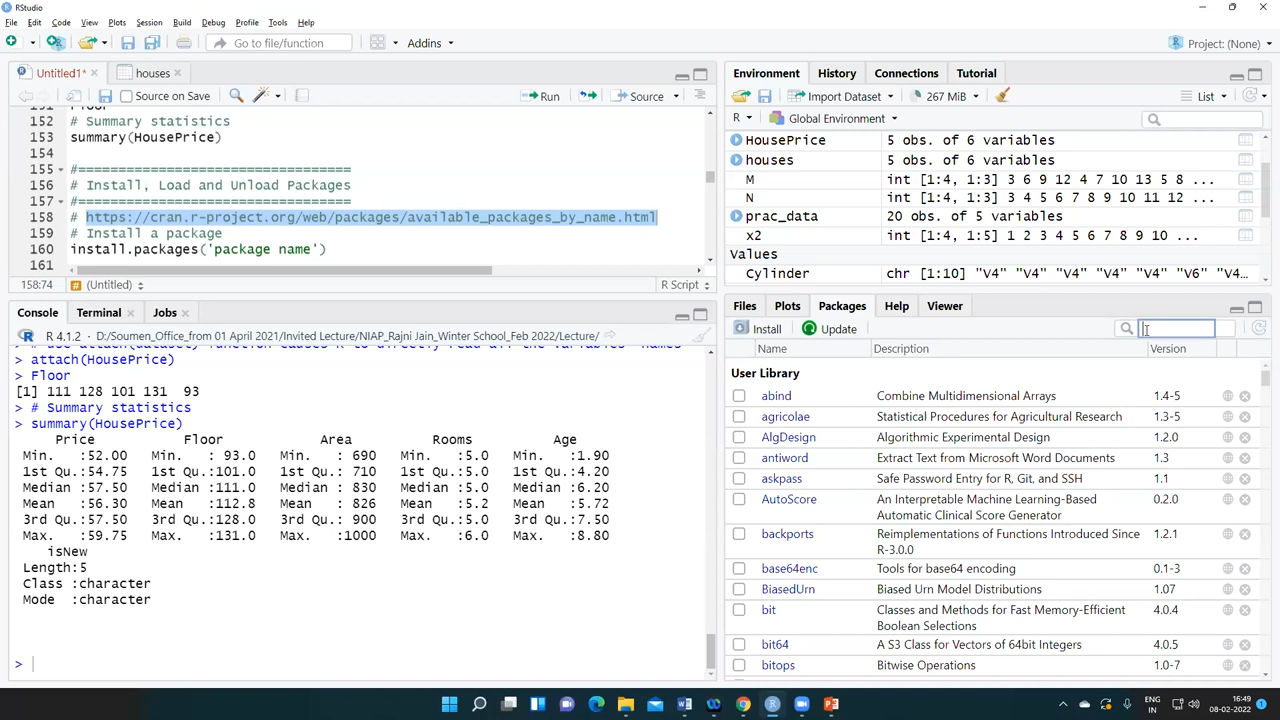 RStudio
File Edit Code View Plots Session Build Debug Profile Tools Help
Go to file/function Addins Project: (None)
Untitled1* houses
Source on Save Run Source
152 # Summary statistics
153 summary(HousePrice)
154
155 #==================================
156 # Install, Load and Unload Packages
157 #==================================
158 # https://cran.r-project.org/web/packages/available_packages_by_name.html
159 # Install a package
160 install.packages('package name')
161
158:74 (Untitled) R Script
Console Terminal Jobs
R 4.1.2 · D:/Soumen_Office_from 01 April 2021/Invited Lecture/NIAP_Rajni Jain_Winter School_Feb 2022/Lecture/
> # use attach(dataset) function causes R to directly read all the variables' names
> attach(HousePrice)
> Floor
[1] 111 128 101 131 93
> # Summary statistics
> summary(HousePrice)
Price Floor Area Rooms Age
Min. :52.00 Min. : 93.0 Min. : 690 Min. :5.0 Min. :1.90
1st Qu.:54.75 1st Qu.:101.0 1st Qu.: 710 1st Qu.:5.0 1st Qu.:4.20
Median :57.50 Median :111.0 Median : 830 Median :5.0 Median :6.20
Mean :56.30 Mean :112.8 Mean : 826 Mean :5.2 Mean :5.72
3rd Qu.:57.50 3rd Qu.:128.0 3rd Qu.: 900 3rd Qu.:5.0 3rd Qu.:7.50
Max. :59.75 Max. :131.0 Max. :1000 Max. :6.0 Max. :8.80
isNew
Length:5
Class :character
Mode :character
>
Environment History Connections Tutorial
Import Dataset 267 MiB List
R Global Environment
HousePrice 5 obs. of 6 variables
houses 5 obs. of 6 variables
M int [1:4, 1:3] 3 6 9 12 4 7 10 13 5 8 ...
N int [1:4, 1:3] 1 4 7 10 11 12 ...
prac_data 20 obs. of 5 variables
x2 int [1:4, 1:5] 1 2 3 4 5 6 7 8 9 10 ...
Values
Cylinder chr [1:10] "V4" "V4" "V4" "V4" "V4" "V6" "V4…
Files Plots Packages Help Viewer
Install Update
Name Description Version
User Library
abind Combine Multidimensional Arrays 1.4-5
agricolae Statistical Procedures for Agricultural Research 1.3-5
AlgDesign Algorithmic Experimental Design 1.2.0
antiword Extract Text from Microsoft Word Documents 1.3
askpass Safe Password Entry for R, Git, and SSH 1.1
AutoScore An Interpretable Machine Learning-Based 0.2.0
Automatic Clinical Score Generator
backports Reimplementations of Functions Introduced Since 1.2.1
R-3.0.0
base64enc Tools for base64 encoding 0.1-3
BiasedUrn Biased Urn Model Distributions 1.07
bit Classes and Methods for Fast Memory-Efficient 4.0.4
Boolean Selections
bit64 A S3 Class for Vectors of 64bit Integers 4.0.5
bitops Bitwise Operations 1.0-7
ENG 16:49
IN 08-02-2022